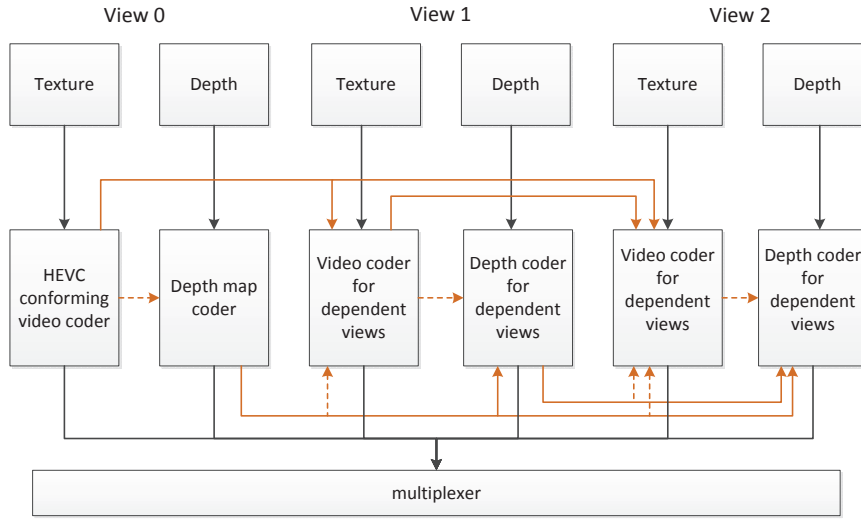 View 0
View 1
View 2
Texture
Depth
Texture
Depth
Texture
Depth
HEVC
conforming
video coder
Depth map
coder
Video coder
for
dependent
views
Depth coder
for
dependent
views
Video coder
for
dependent
views
Depth coder
for
dependent
views
multiplexer